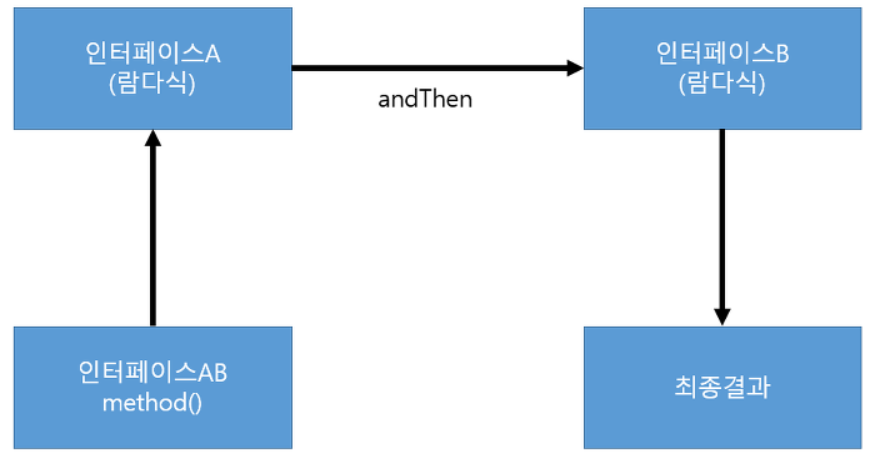 인터페이스A
(람다식)
andThen
인터페이스B
(람다식)
인터페이스AB
method()
최종결과